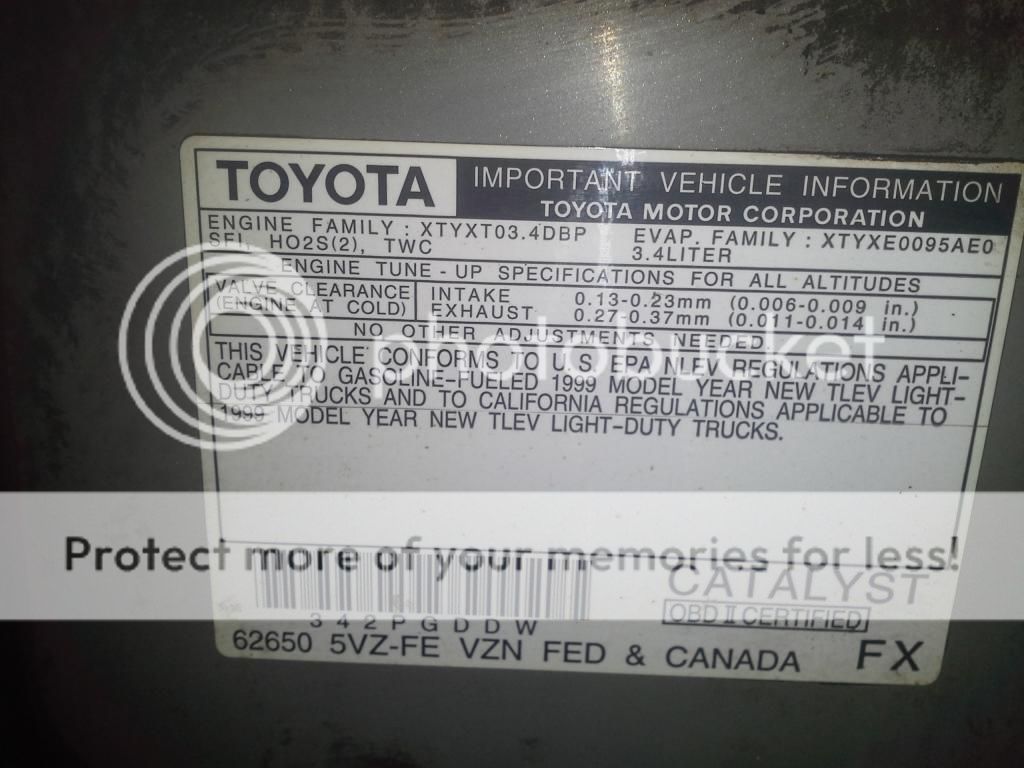 TOYOTA
IMPORTANT VEHICLE INFORMATION
TOYOTA MOTOR CORPORATION
ENGINE FAMILY : XTYXT03.4DBP EVAP. FAMILY : XTYXE0095AE0
SFI, HO2S(2), TWC 3.4LITER
ENGINE TUNE-UP SPECIFICATIONS FOR ALL ALTITUDES
VALVE CLEARANCE INTAKE 0.13-0.23mm (0.006-0.009 in.)
(ENGINE AT COLD) EXHAUST 0.27-0.37mm (0.011-0.014 in.)
NO OTHER ADJUSTMENTS NEEDED.
photobucket
THIS VEHICLE CONFORMS TO U.S. EPA NLEV REGULATIONS APPLI-
CABLE TO GASOLINE-FUELED 1999 MODEL YEAR NEW TLEV LIGHT-
DUTY TRUCKS AND TO CALIFORNIA REGULATIONS APPLICABLE TO
1999 MODEL YEAR NEW TLEV LIGHT-DUTY TRUCKS.
Protect more of your memories for less!
CATALYST
OBD II CERTIFIED
342PGDDW
62650 5VZ-FE VZN FED & CANADA FX